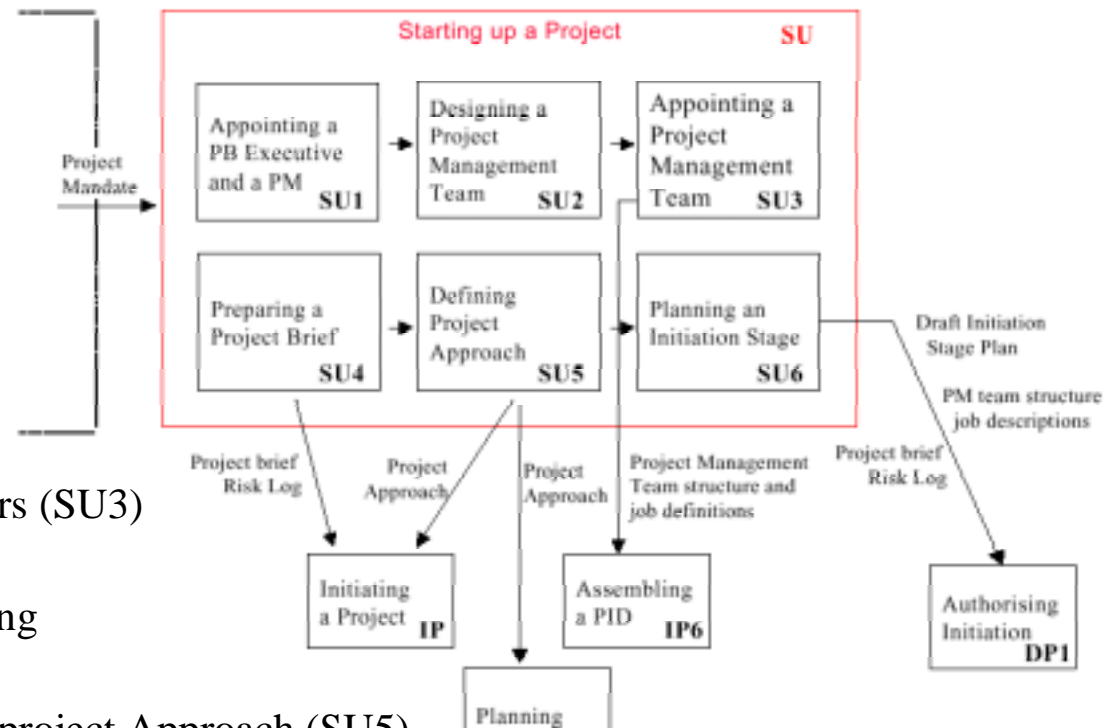 Starting up a Project SU
Appointing a
PB Executive
and a PM
SU1
Designing a
Project
Management
Team
SU2
Appointing a
Project
Management
Team
SU3
Project
Mandate
Preparing a
Project Brief
SU4
Defining
Project
Approach
SU5
Planning an
Initiation Stage
SU6
Draft Initiation
Stage Plan
PM team structure
job descriptions
Project brief
Risk Log
Project brief
Risk Log
Project
Approach
Project
Approach
Project Management
Team structure and
job definitions
rs (SU3)
ng
project Approach (SU5)
Initiating
a Project
IP
Assembling
a PID
IP6
Authorising
Initiation
DP1
Planning